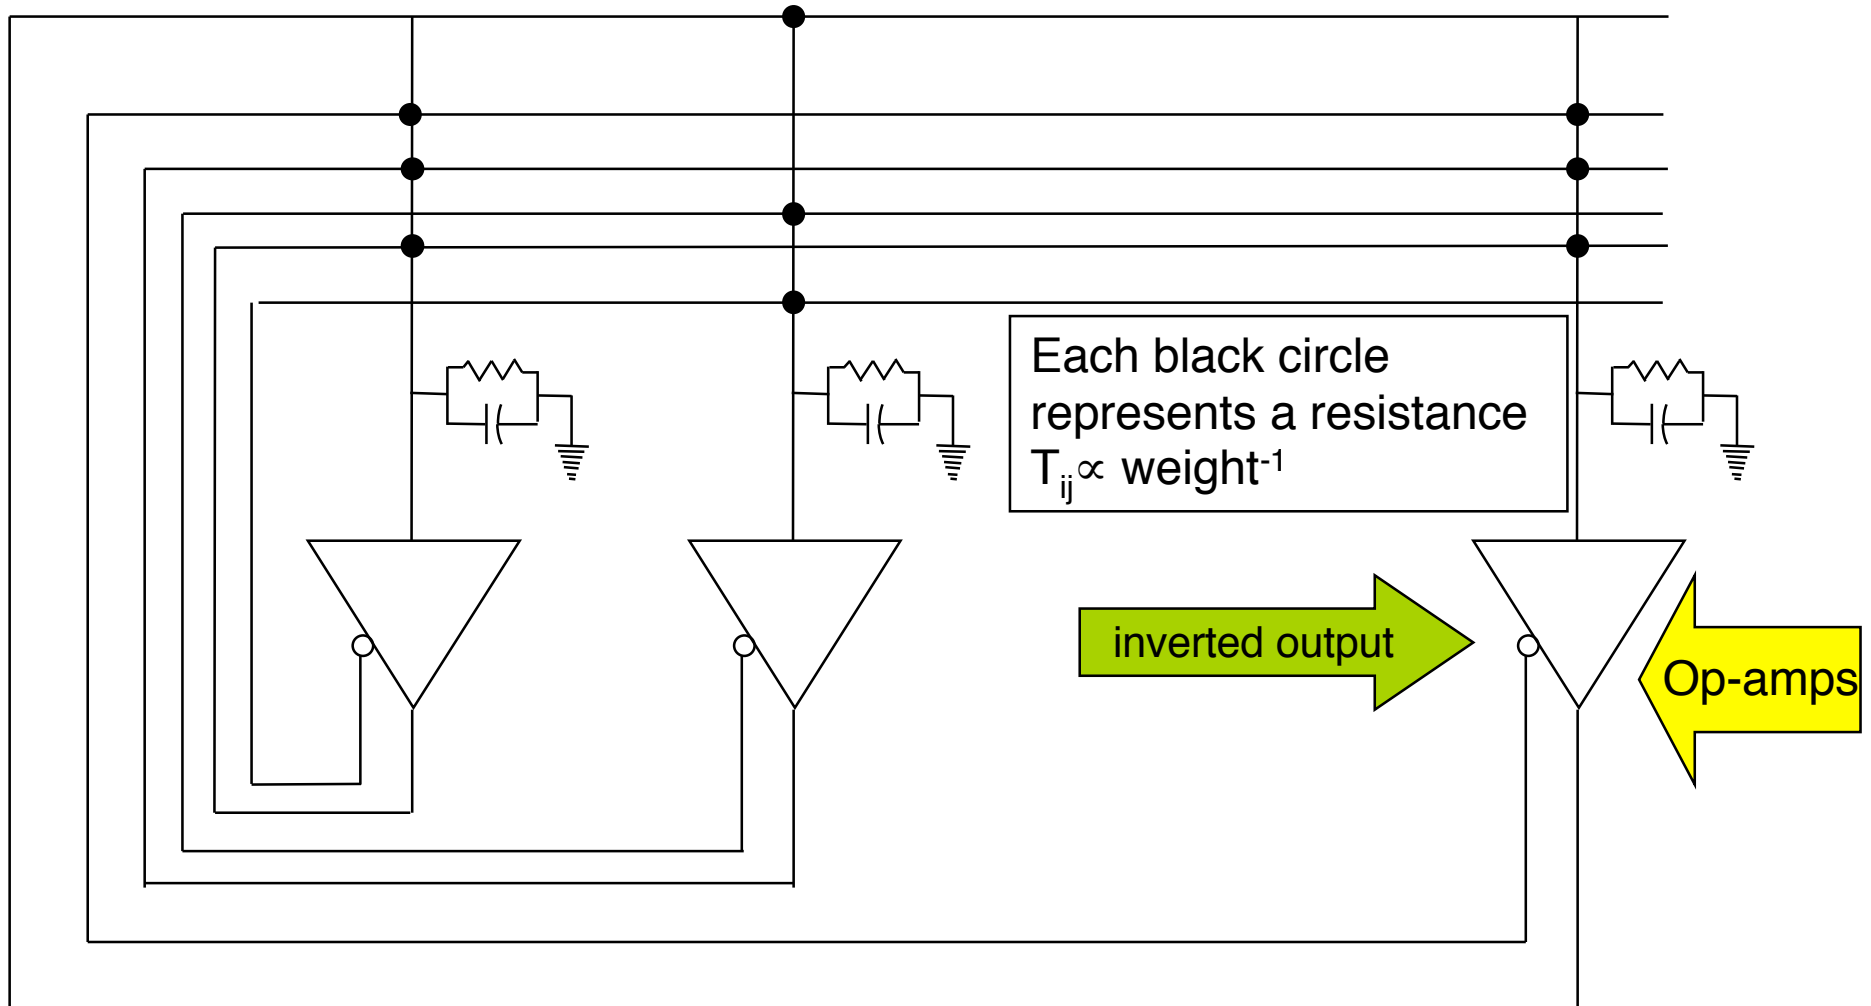 Each black circle
represents a resistance
Tᵢⱼ∝ weight⁻¹
inverted output
Op-amps